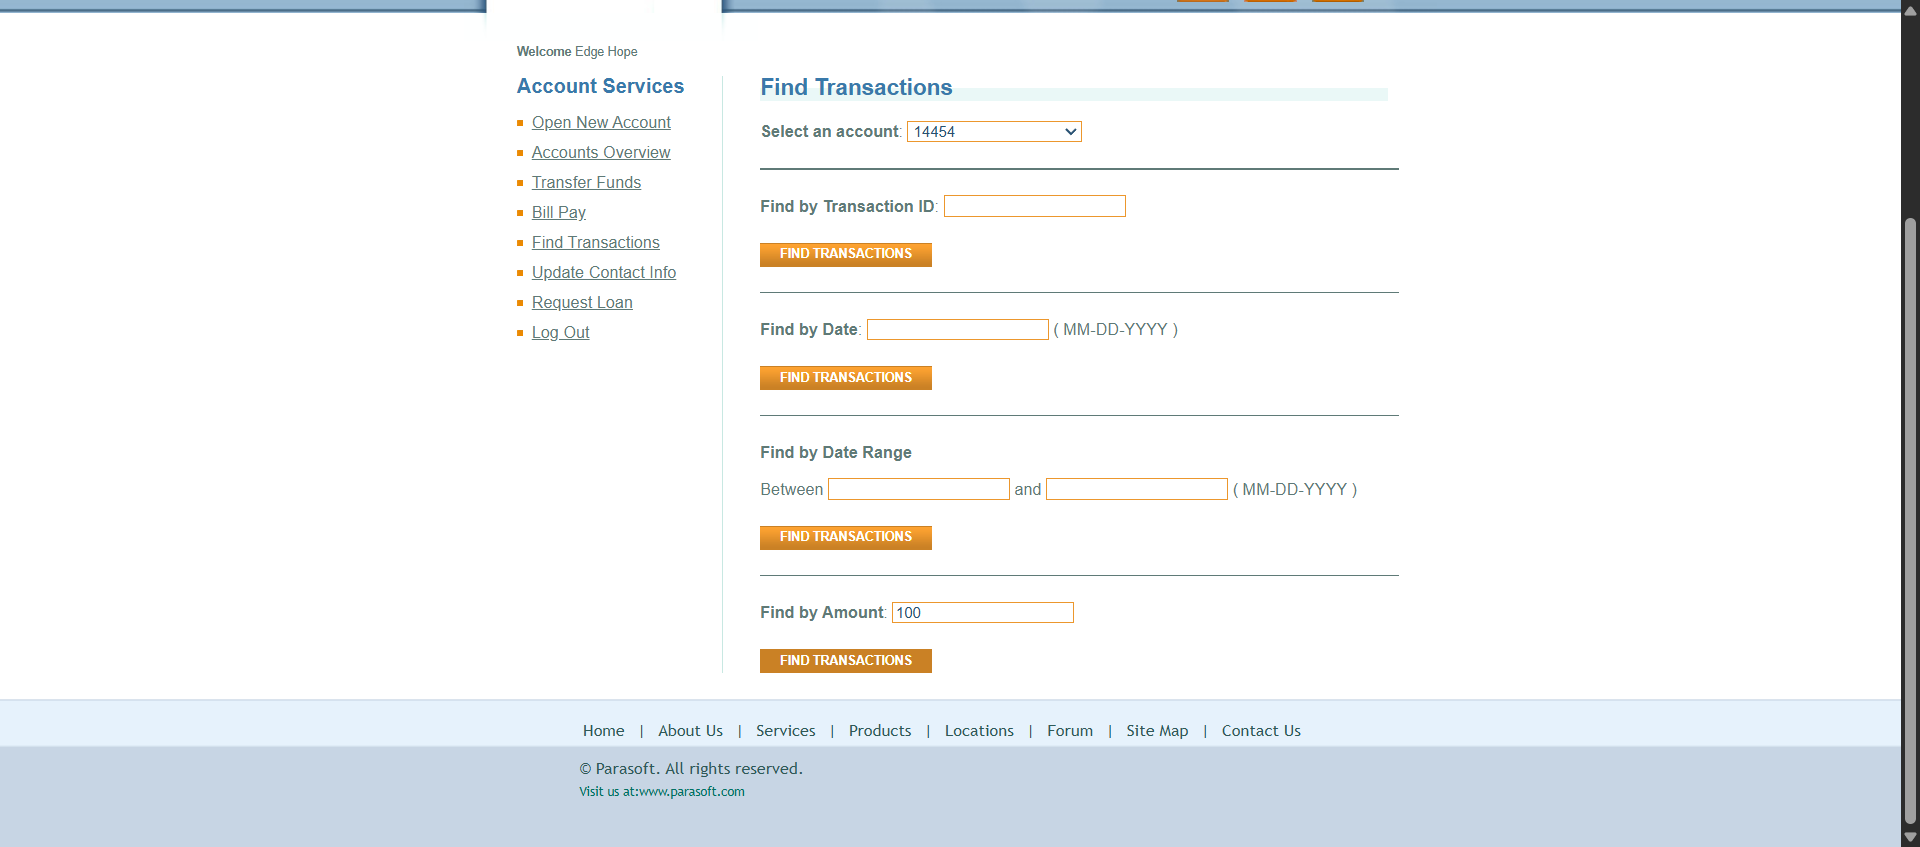 Welcome Edge Hope
Account Services
Open New Account
Accounts Overview
Transfer Funds
Bill Pay
Find Transactions
Update Contact Info
Request Loan
Log Out
Find Transactions
Select an account: 14454
Find by Transaction ID:
FIND TRANSACTIONS
Find by Date: ( MM-DD-YYYY )
FIND TRANSACTIONS
Find by Date Range
Between and ( MM-DD-YYYY )
FIND TRANSACTIONS
Find by Amount: 100
FIND TRANSACTIONS
Home | About Us | Services | Products | Locations | Forum | Site Map | Contact Us
© Parasoft. All rights reserved.
Visit us at:www.parasoft.com